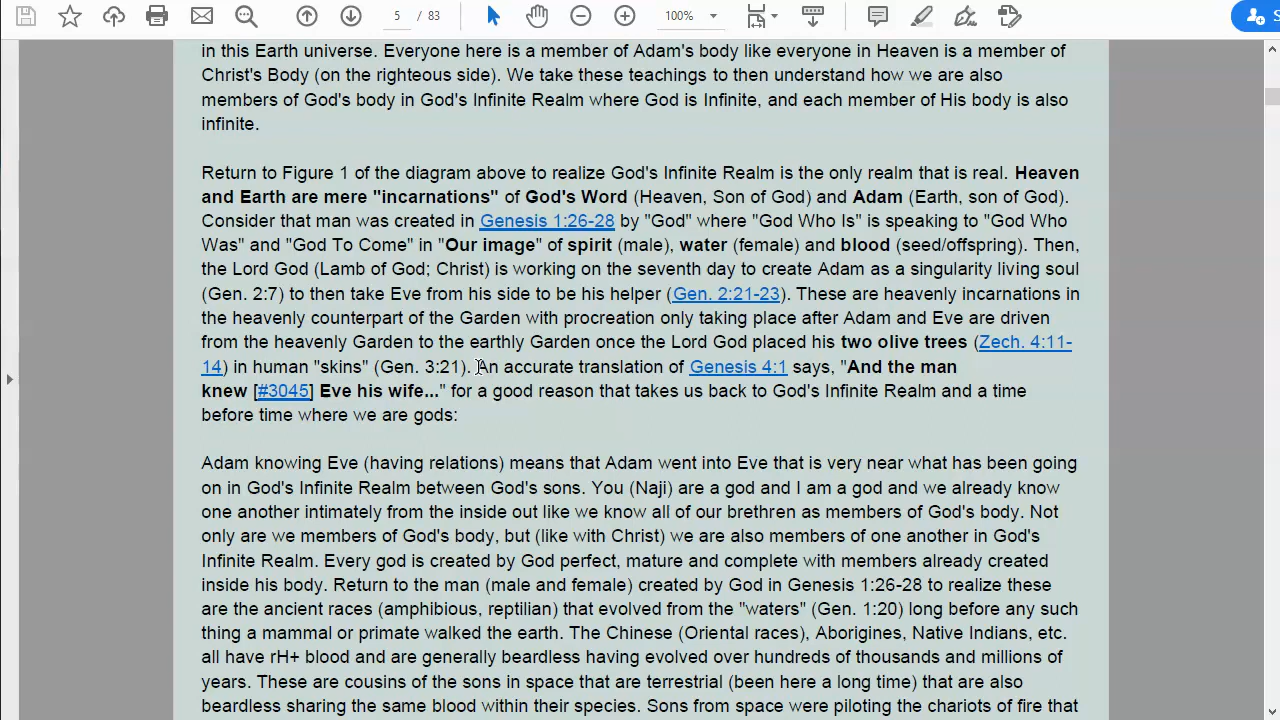 5 / 83
100%
S
in this Earth universe. Everyone here is a member of Adam's body like everyone in Heaven is a member of
Christ's Body (on the righteous side). We take these teachings to then understand how we are also
members of God's body in God's Infinite Realm where God is Infinite, and each member of His body is also
infinite.
Return to Figure 1 of the diagram above to realize God's Infinite Realm is the only realm that is real. Heaven
and Earth are mere "incarnations" of God's Word (Heaven, Son of God) and Adam (Earth, son of God).
Consider that man was created in Genesis 1:26-28 by "God" where "God Who Is" is speaking to "God Who
Was" and "God To Come" in "Our image" of spirit (male), water (female) and blood (seed/offspring). Then,
the Lord God (Lamb of God; Christ) is working on the seventh day to create Adam as a singularity living soul
(Gen. 2:7) to then take Eve from his side to be his helper (Gen. 2:21-23). These are heavenly incarnations in
the heavenly counterpart of the Garden with procreation only taking place after Adam and Eve are driven
from the heavenly Garden to the earthly Garden once the Lord God placed his two olive trees (Zech. 4:11-
14) in human "skins" (Gen. 3:21). An accurate translation of Genesis 4:1 says, "And the man
knew [#3045] Eve his wife..." for a good reason that takes us back to God's Infinite Realm and a time
before time where we are gods:
Adam knowing Eve (having relations) means that Adam went into Eve that is very near what has been going
on in God's Infinite Realm between God's sons. You (Naji) are a god and I am a god and we already know
one another intimately from the inside out like we know all of our brethren as members of God's body. Not
only are we members of God's body, but (like with Christ) we are also members of one another in God's
Infinite Realm. Every god is created by God perfect, mature and complete with members already created
inside his body. Return to the man (male and female) created by God in Genesis 1:26-28 to realize these
are the ancient races (amphibious, reptilian) that evolved from the "waters" (Gen. 1:20) long before any such
thing a mammal or primate walked the earth. The Chinese (Oriental races), Aborigines, Native Indians, etc.
all have rH+ blood and are generally beardless having evolved over hundreds of thousands and millions of
years. These are cousins of the sons in space that are terrestrial (been here a long time) that are also
beardless sharing the same blood within their species. Sons from space were piloting the chariots of fire that